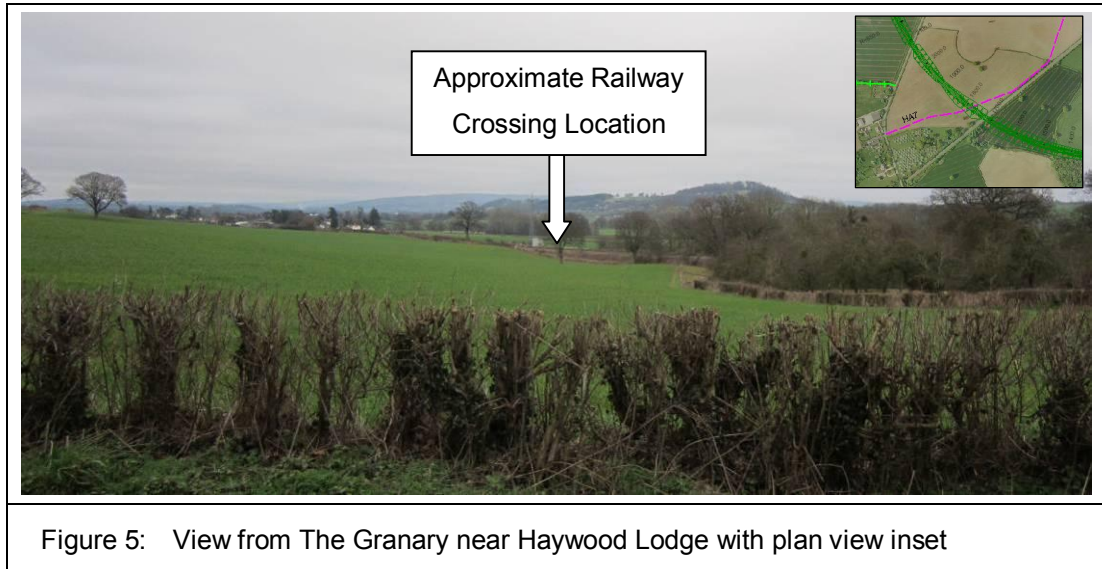 Approximate Railway
Crossing Location
HA7
Figure 5: View from The Granary near Haywood Lodge with plan view inset